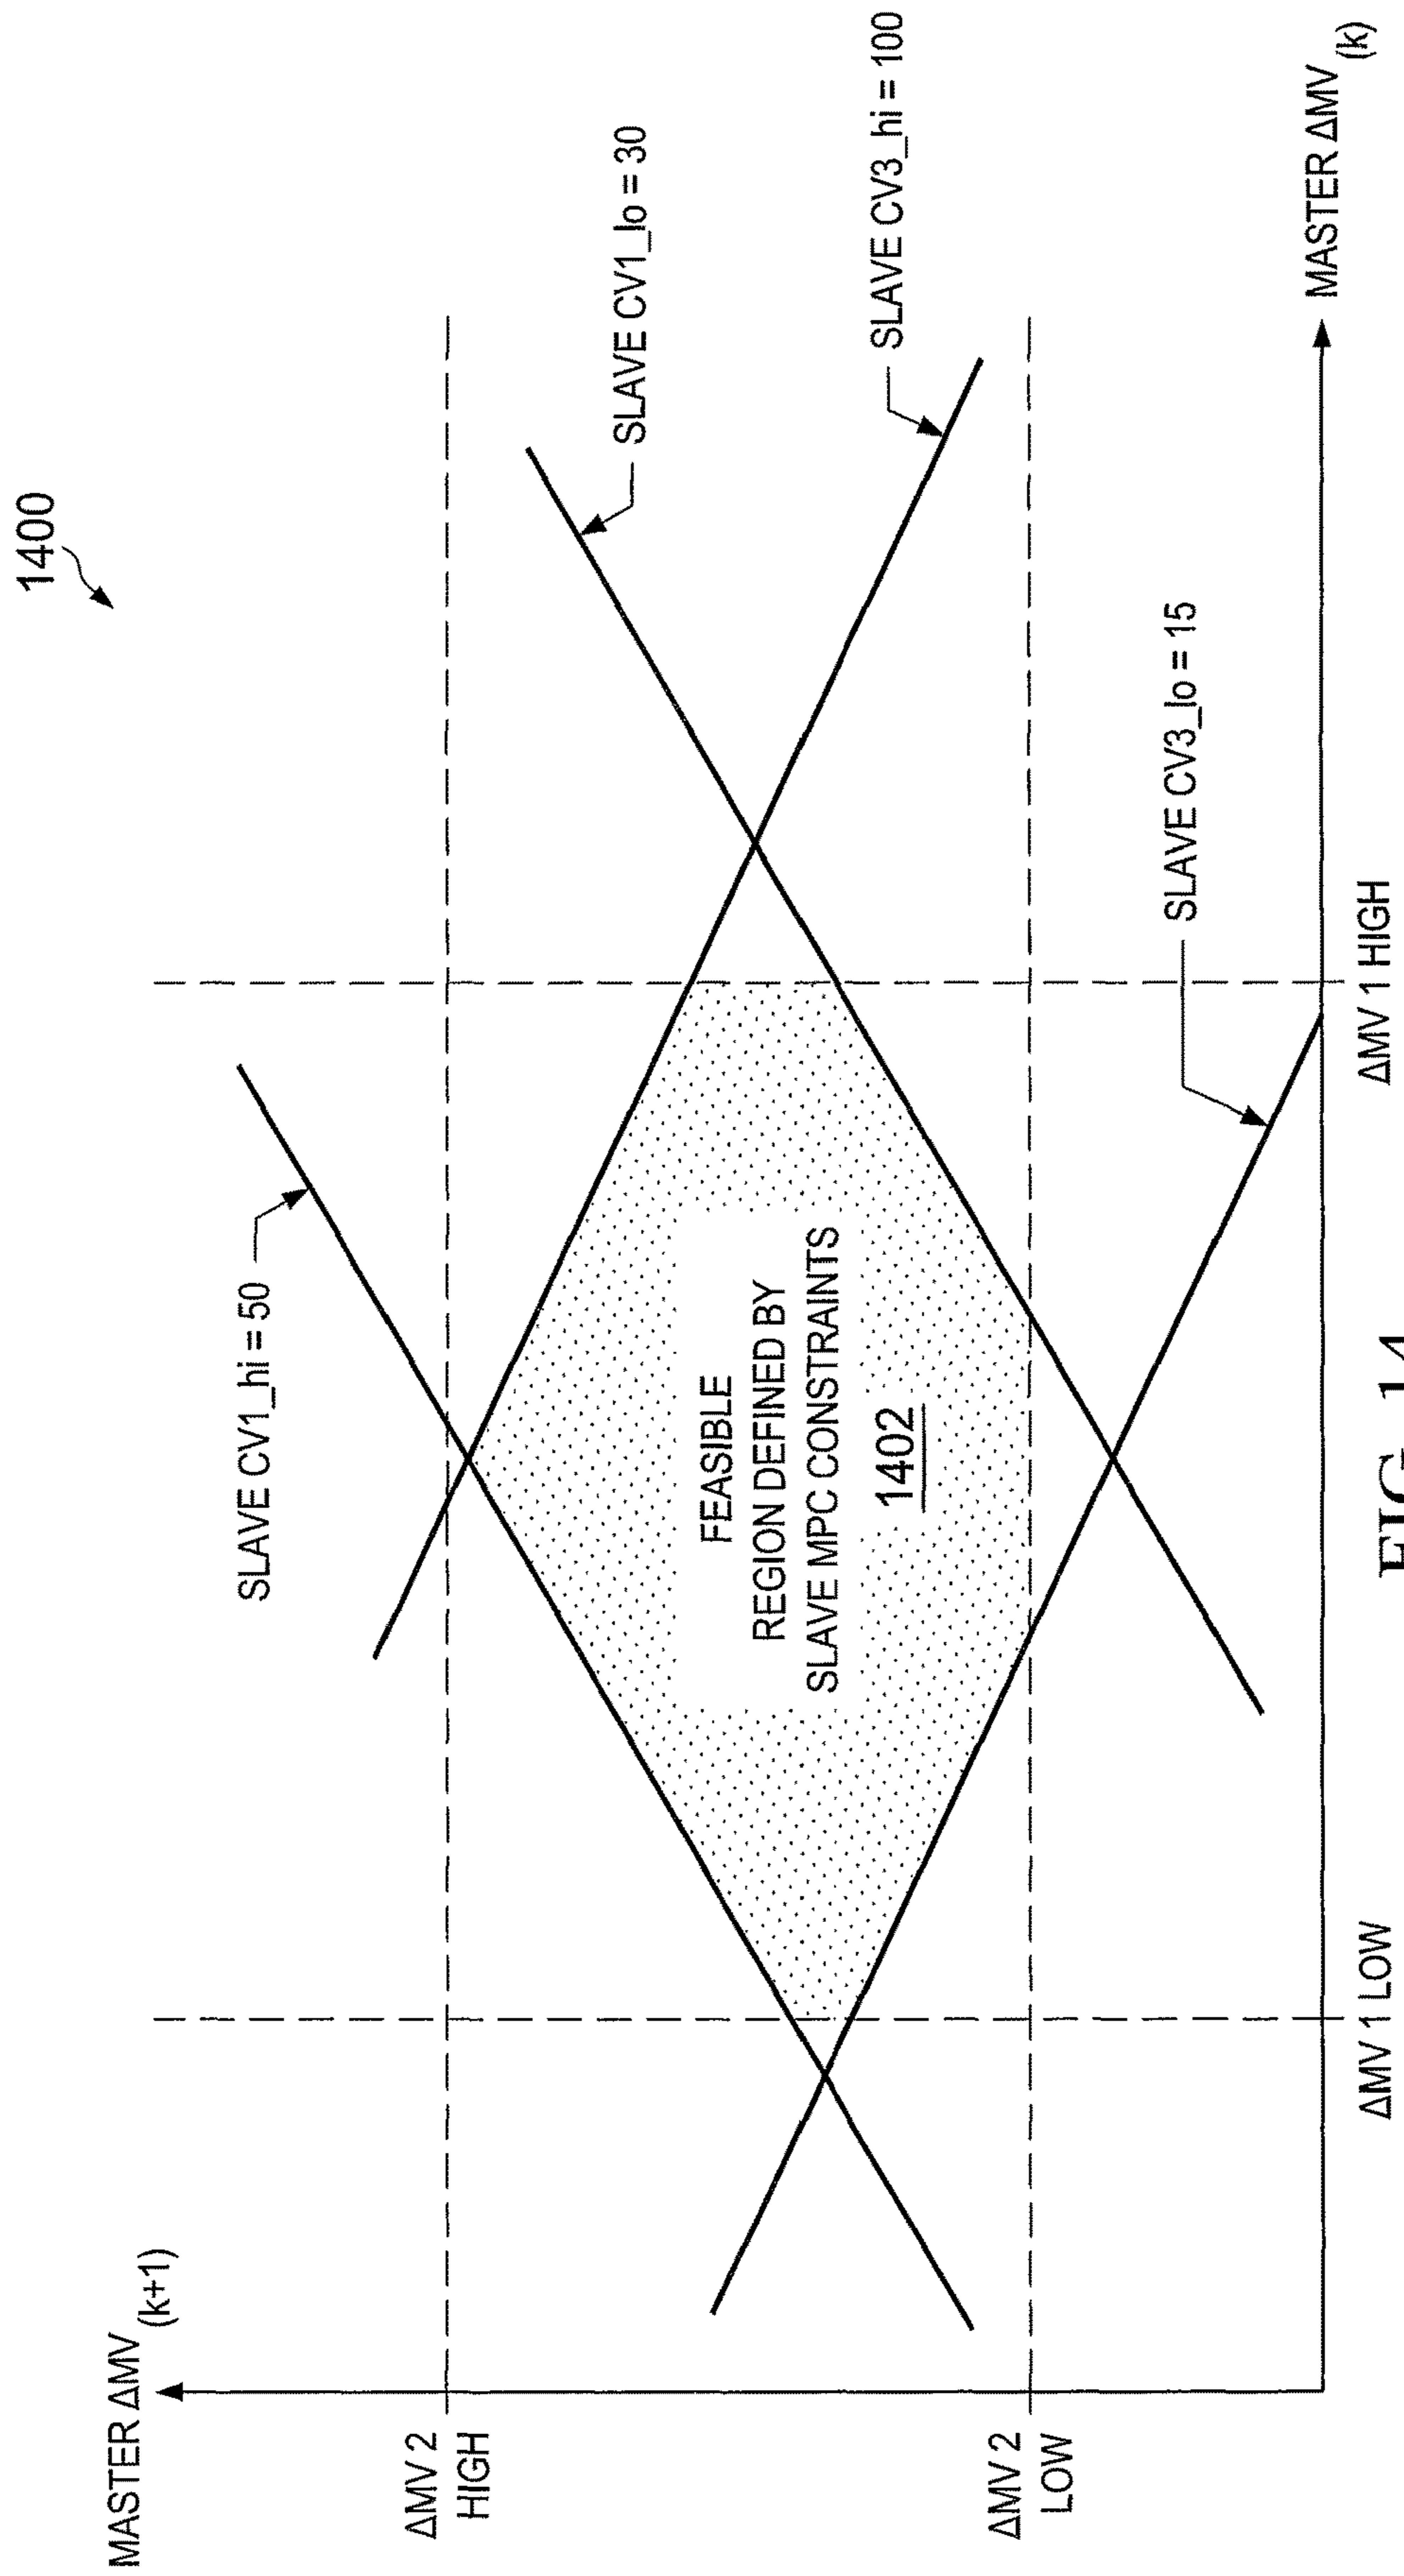 1400
MASTER ΔMV
(k+1)
ΔMV 2
HIGH
ΔMV 2
LOW
SLAVE CV1_hi = 50
SLAVE CV1_lo = 30
SLAVE CV3_hi = 100
SLAVE CV3_lo = 15
FEASIBLE
REGION DEFINED BY
SLAVE MPC CONSTRAINTS
1402
ΔMV 1 LOW
ΔMV 1 HIGH
MASTER ΔMV
(k)
FIG. 14